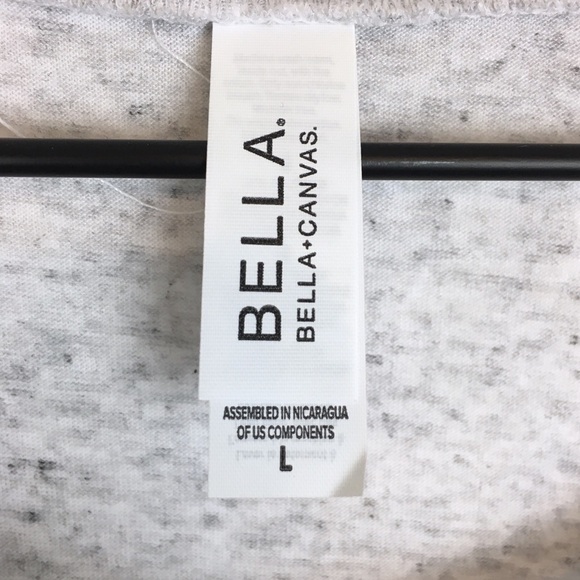 BELLA®
BELLA+CANVAS.
ASSEMBLED IN NICARAGUA
OF US COMPONENTS
L